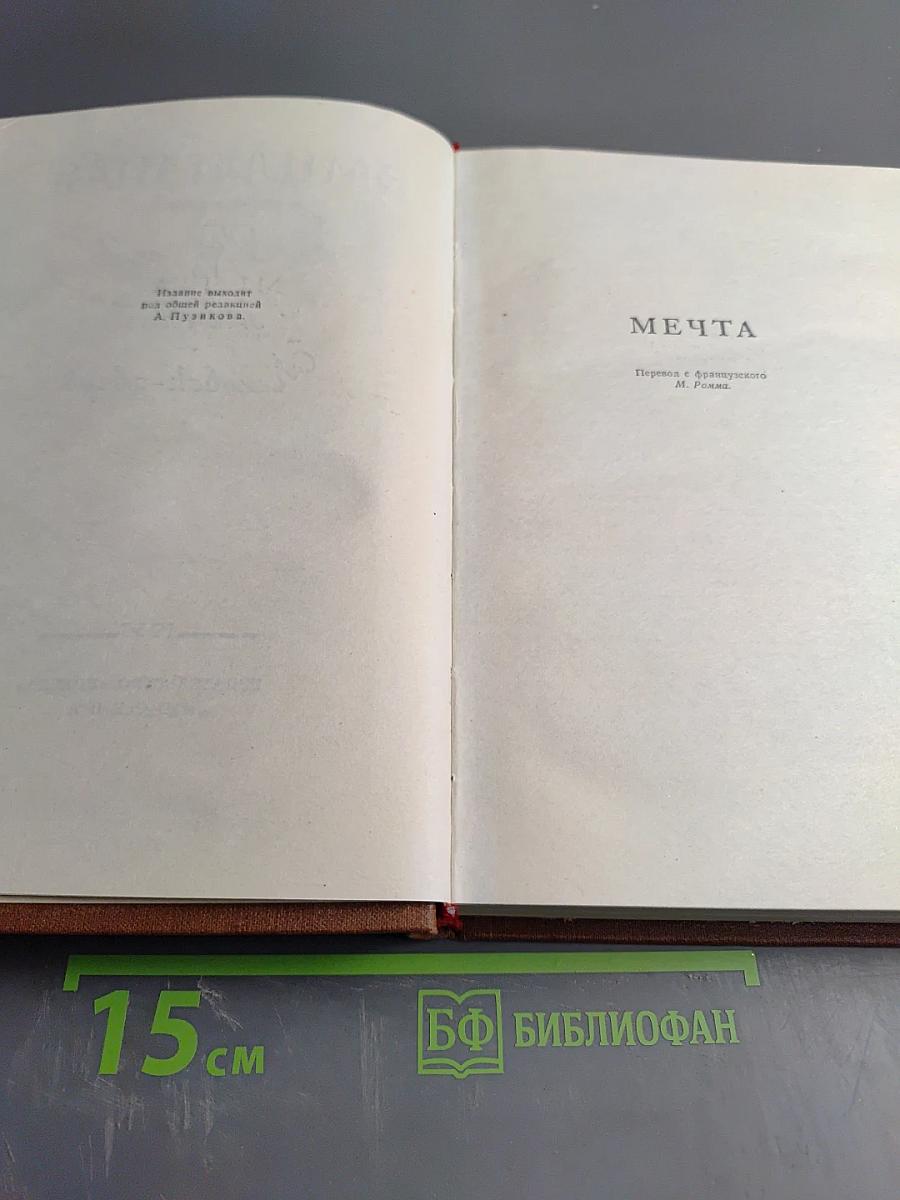 Издание выходит
под общей редакцией
А. Пузикова.
МЕЧТА
Перевод с французского
М. Ромма.
15 см
БФ БИБЛИОФАН